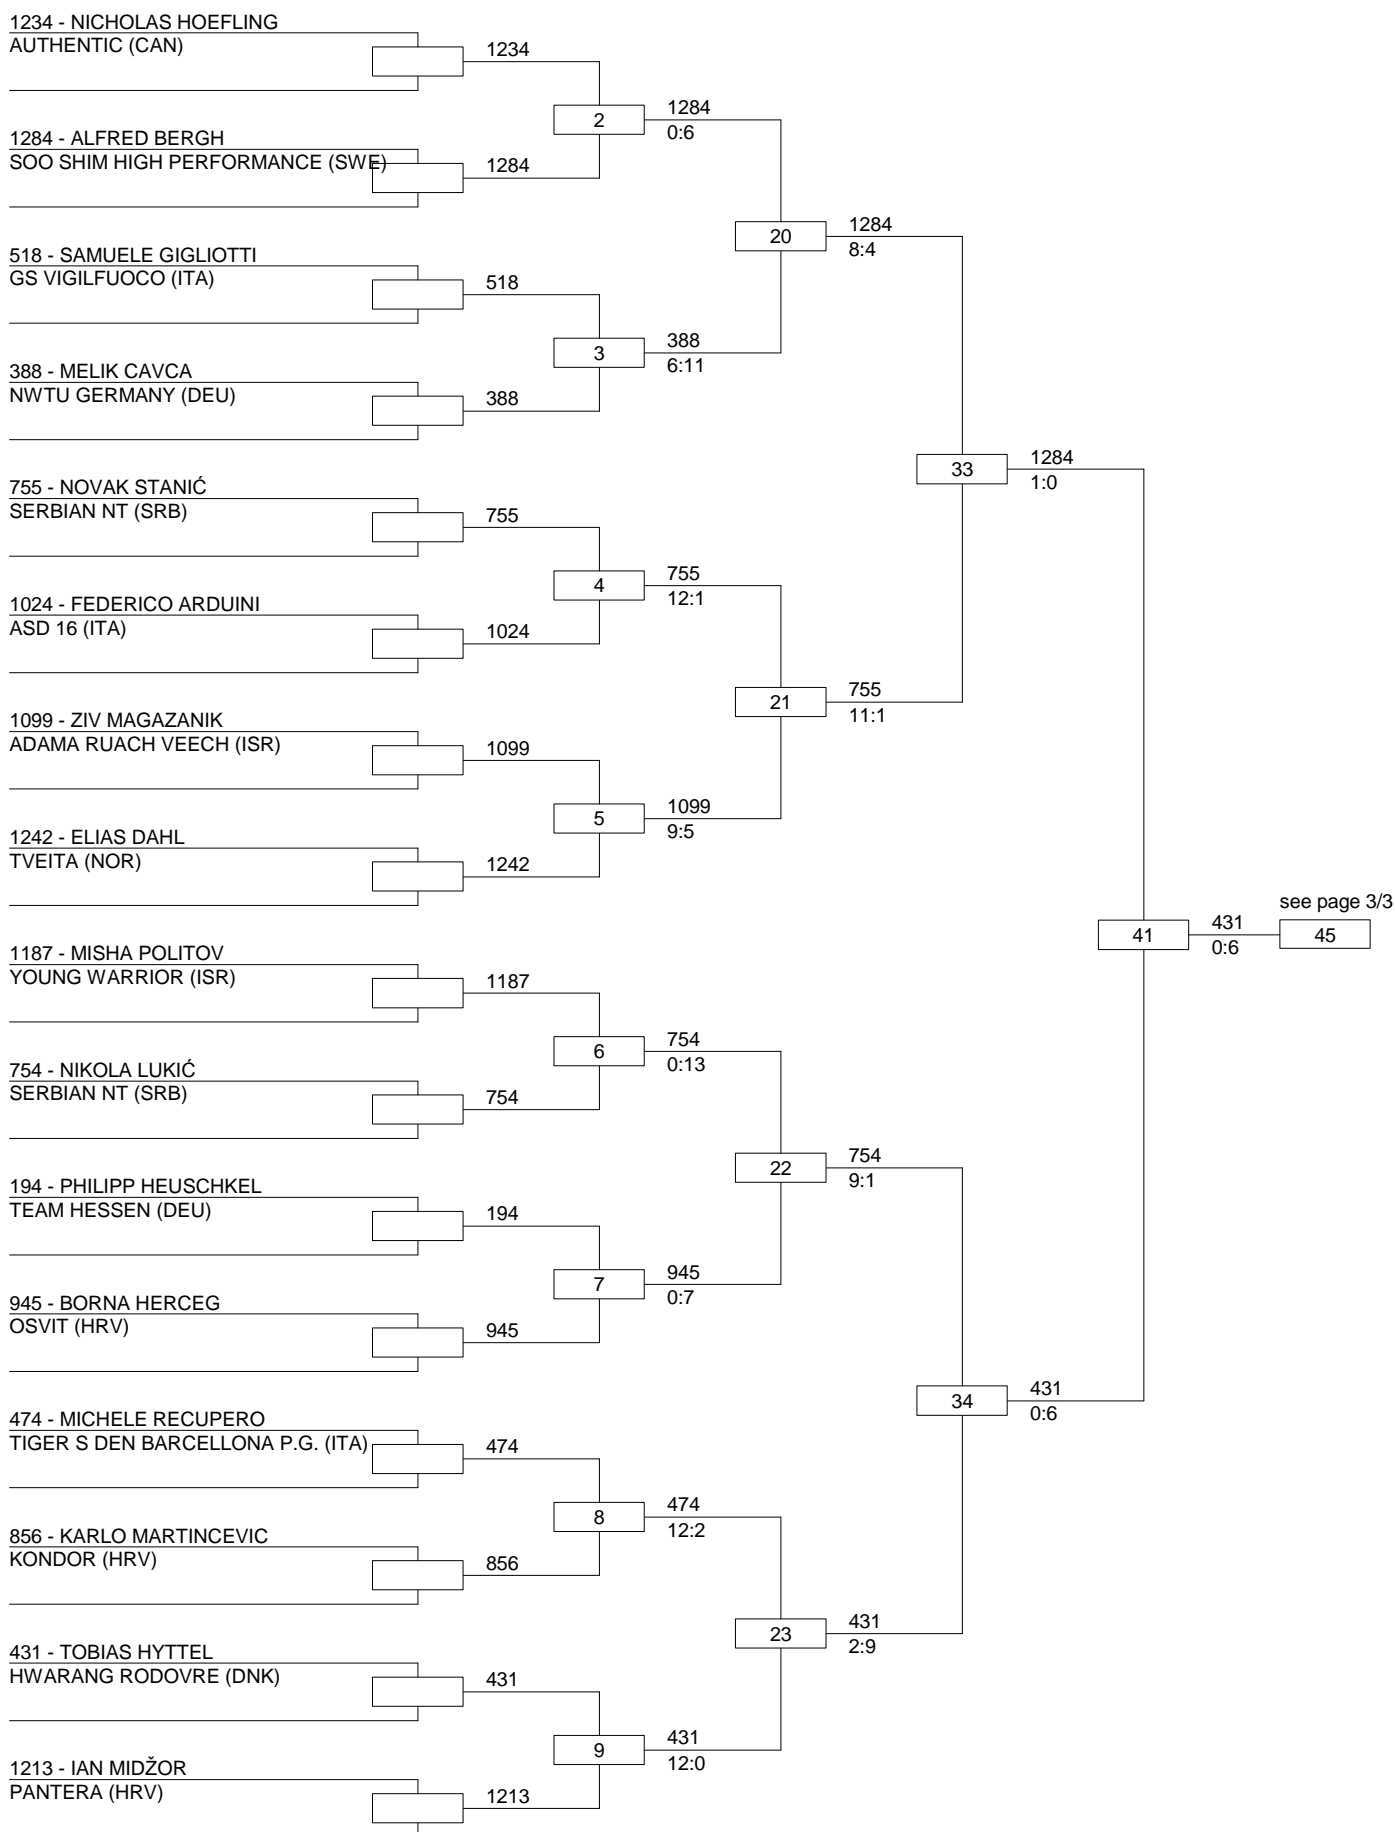 1234 - NICHOLAS HOEFLING
AUTHENTIC (CAN)
1234
2
1284
0:6
1284 - ALFRED BERGH
SOO SHIM HIGH PERFORMANCE (SWE)
1284
20
1284
8:4
518 - SAMUELE GIGLIOTTI
GS VIGILFUOCO (ITA)
518
3
388
6:11
388 - MELIK CAVCA
NWTU GERMANY (DEU)
388
33
1284
1:0
755 - NOVAK STANIĆ
SERBIAN NT (SRB)
755
4
755
12:1
1024 - FEDERICO ARDUINI
ASD 16 (ITA)
1024
21
755
11:1
1099 - ZIV MAGAZANIK
ADAMA RUACH VEECH (ISR)
1099
5
1099
9:5
1242 - ELIAS DAHL
TVEITA (NOR)
1242
see page 3/3
41
431
0:6
45
1187 - MISHA POLITOV
YOUNG WARRIOR (ISR)
1187
6
754
0:13
754 - NIKOLA LUKIĆ
SERBIAN NT (SRB)
754
22
754
9:1
194 - PHILIPP HEUSCHKEL
TEAM HESSEN (DEU)
194
7
945
0:7
945 - BORNA HERCEG
OSVIT (HRV)
945
34
431
0:6
474 - MICHELE RECUPERO
TIGER S DEN BARCELLONA P.G. (ITA)
474
8
474
12:2
856 - KARLO MARTINCEVIC
KONDOR (HRV)
856
23
431
2:9
431 - TOBIAS HYTTEL
HWARANG RODOVRE (DNK)
431
9
431
12:0
1213 - IAN MIDŽOR
PANTERA (HRV)
1213